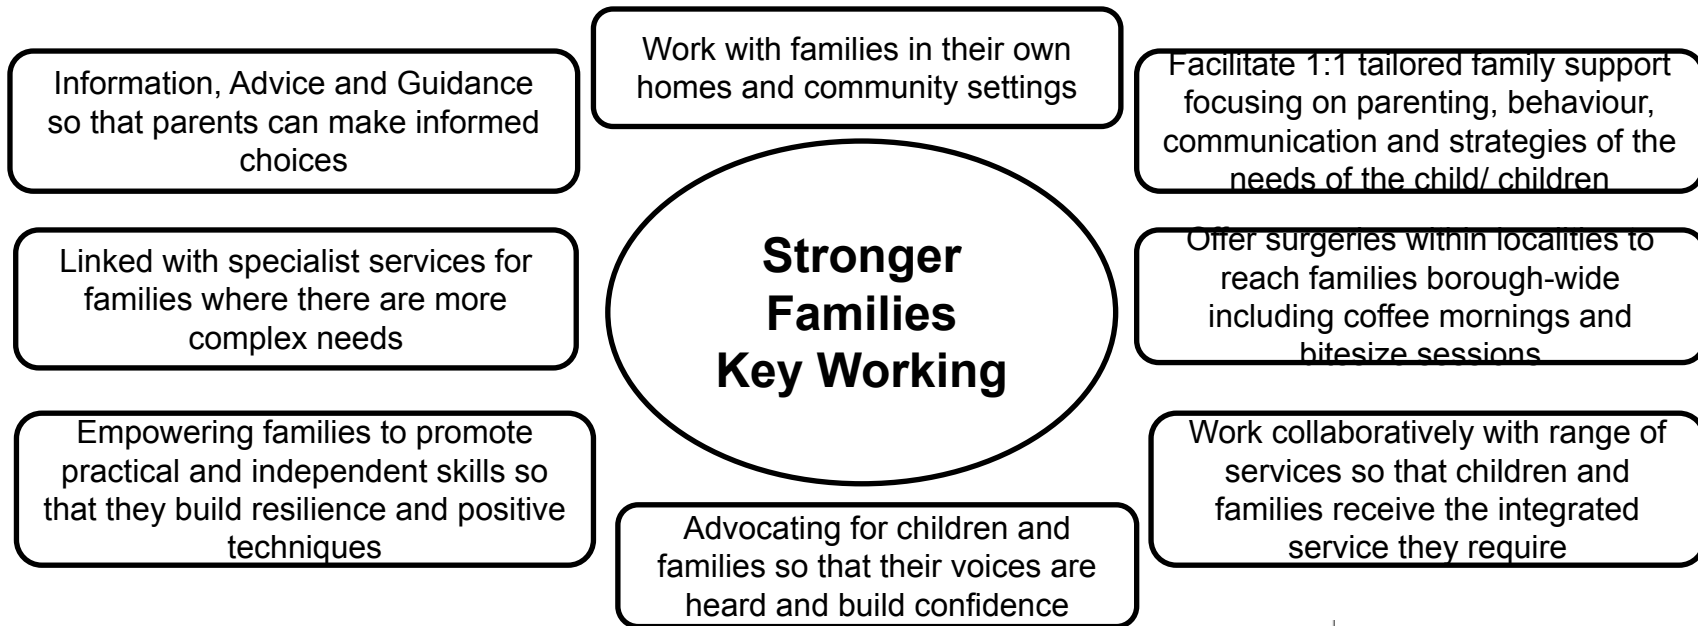 Work with families in their own
homes and community settings
Information, Advice and Guidance
so that parents can make informed
choices
Facilitate 1:1 tailored family support
focusing on parenting, behaviour,
communication and strategies of the
needs of the child/ children
Linked with specialist services for
families where there are more
complex needs
Stronger
Families
Key Working
Offer surgeries within localities to
reach families borough-wide
including coffee mornings and
bitesize sessions
Empowering families to promote
practical and independent skills so
that they build resilience and positive
techniques
Advocating for children and
families so that their voices are
heard and build confidence
Work collaboratively with range of
services so that children and
families receive the integrated
service they require